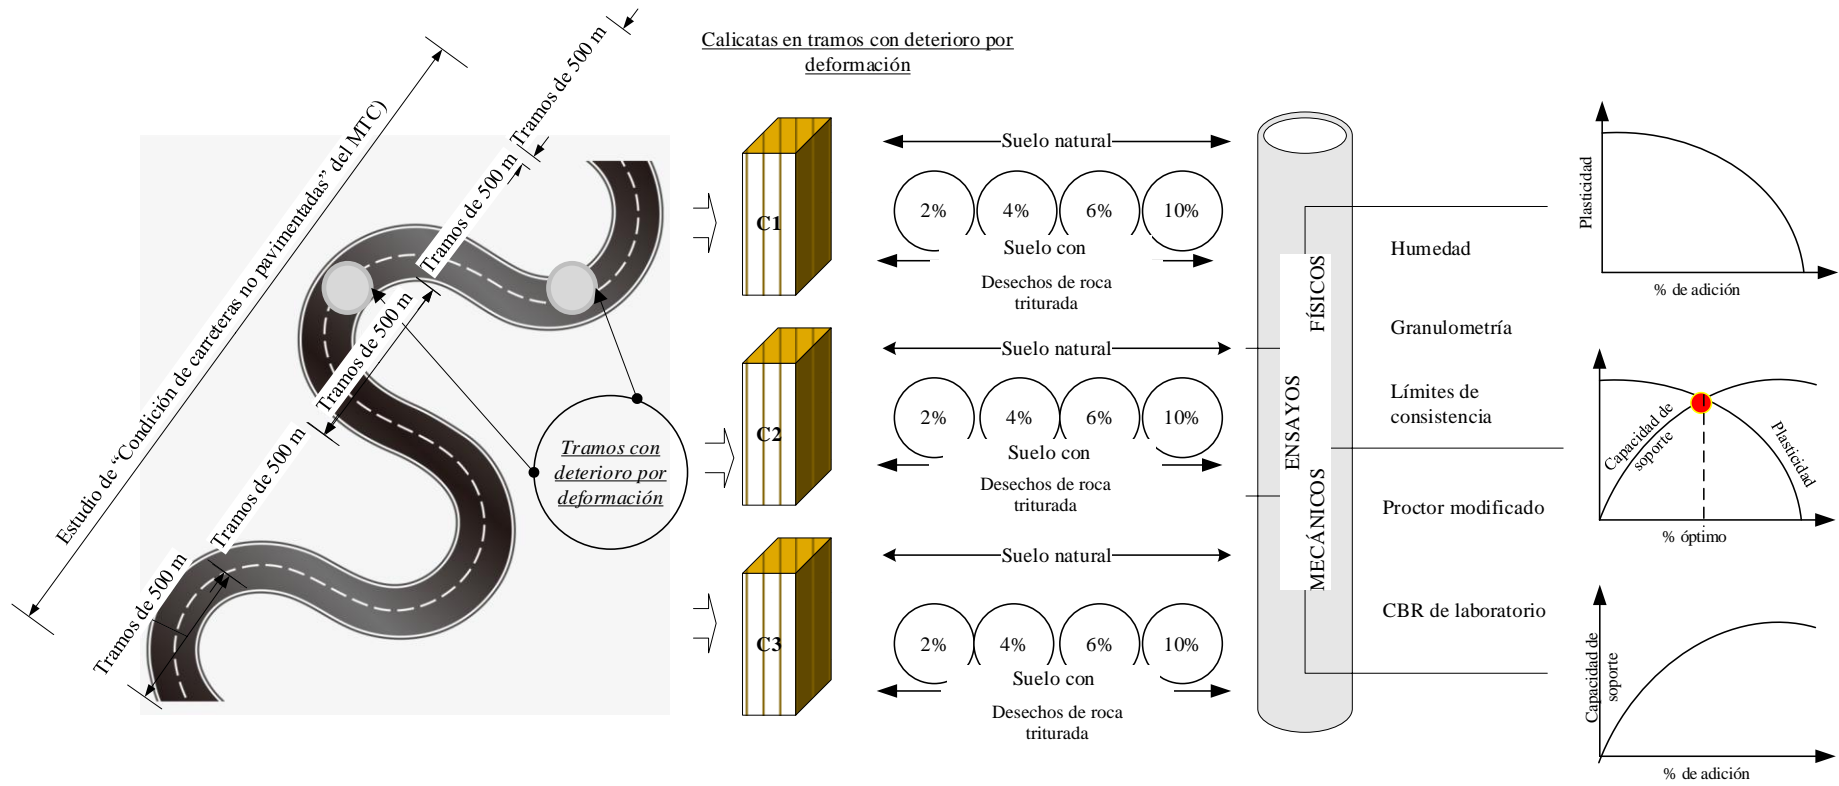 Estudio de “Condición de carreteras no pavimentadas” del MTC)
Tramos de 500 m
Tramos de 500 m
Tramos de 500 m
Tramos de 500 m
Tramos de 500 m
Tramos con
deterioro por
deformación
Calicatas en tramos con deterioro por
deformación
C1
Suelo natural
2%
4%
6%
10%
Suelo con
Desechos de roca
triturada
C2
Suelo natural
2%
4%
6%
10%
Suelo con
Desechos de roca
triturada
C3
Suelo natural
2%
4%
6%
10%
Suelo con
Desechos de roca
triturada
ENSAYOS
FÍSICOS
MECÁNICOS
Humedad
Granulometría
Límites de
consistencia
Proctor modificado
CBR de laboratorio
Plasticidad
% de adición
Capacidad de
soporte
Plasticidad
% óptimo
Capacidad de
soporte
% de adición